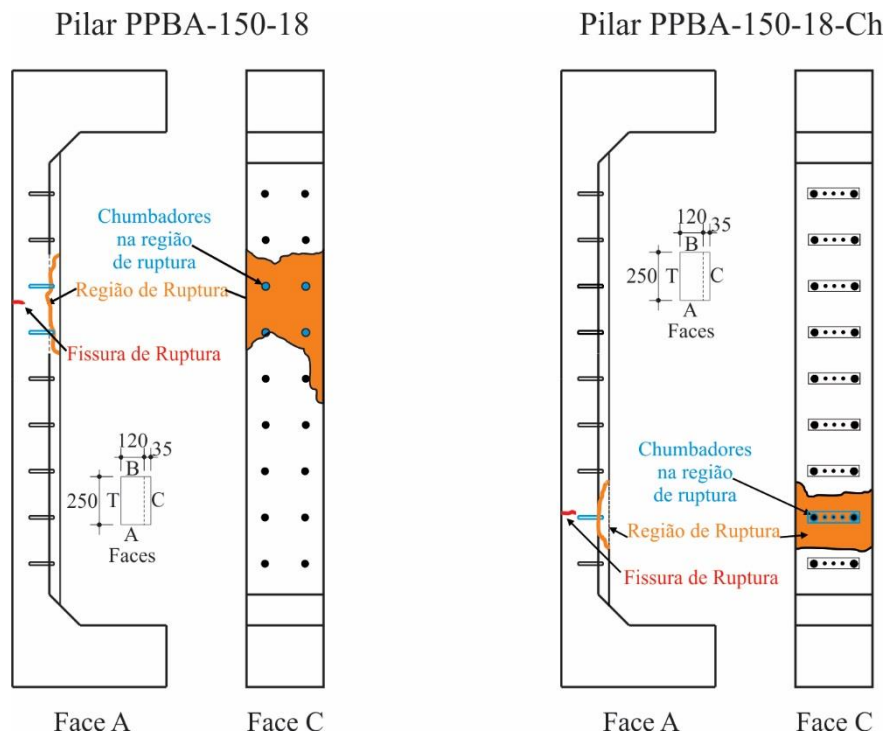 Pilar PPBA-150-18
Chumbadores
na região
de ruptura
Região de Ruptura
Fissura de Ruptura
120
35
B
250
T
C
A
Faces
Face A
Face C
Pilar PPBA-150-18-Ch
120
35
B
250
T
C
A
Faces
Chumbadores
na região
de ruptura
Região de Ruptura
Fissura de Ruptura
Face A
Face C